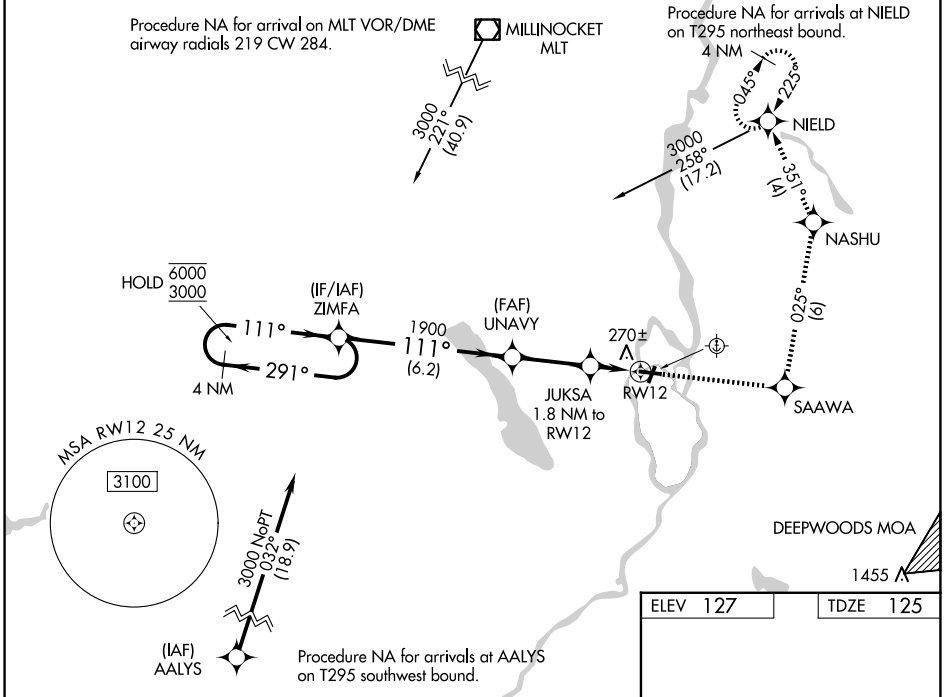 Procedure NA for arrival on MLT VOR/DME
airway radials 219 CW 284.
MILLINOCKET
MLT
3000
221°
(40.9)
Procedure NA for arrivals at NIELD
on T295 northeast bound.
4 NM
045°
225°
NIELD
3000
258°
(17.2)
351°
(4)
NASHU
025°
(6)
SAAWA
HOLD
6000
3000
111°
291°
4 NM
(IF/IAF)
ZIMFA
1900
111°
(6.2)
(FAF)
UNAVY
JUKSA
1.8 NM to
RW12
270±
RW12
MSA RW12 25 NM
3100
3000 NoPT
032°
(18.9)
(IAF)
AALYS
Procedure NA for arrivals at AALYS
on T295 southwest bound.
DEEPWOODS MOA
1455
ELEV 127
TDZE 125